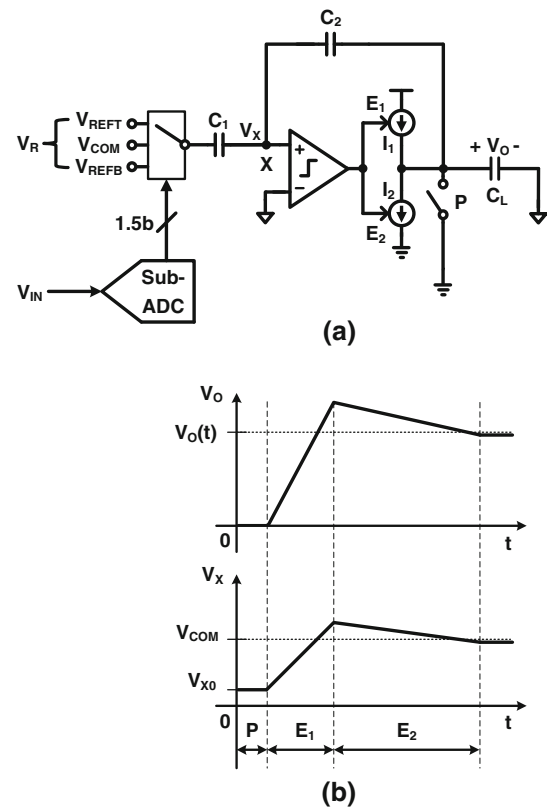 C2
VREFT
VR
VCOM
VREFB
C1
VX
X
+
−
E1
I1
I2
E2
P
+ VO -
CL
1.5b
VIN
Sub-
ADC
(a)
VO
VO(t)
0
t
VX
VCOM
VX0
0
P
E1
E2
t
(b)